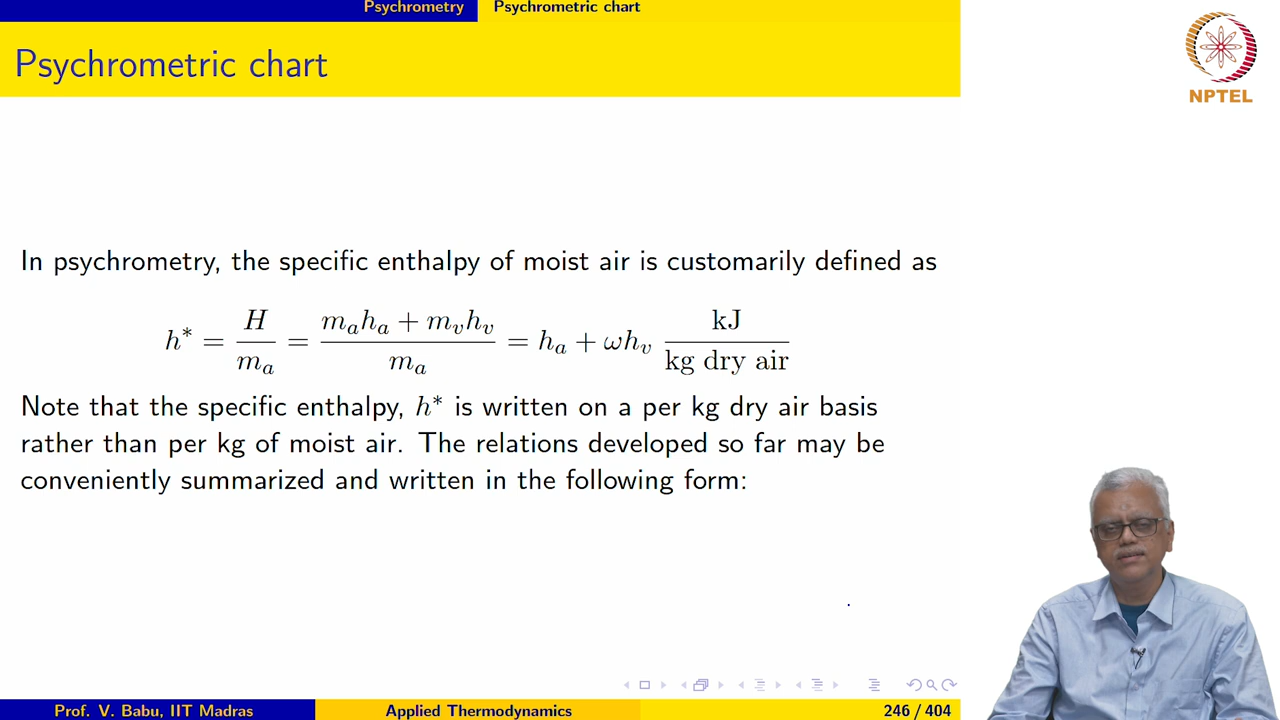 Psychrometry Psychrometric chart
Psychrometric chart
NPTEL
In psychrometry, the specific enthalpy of moist air is customarily defined as
h* = H / m_a = (m_a h_a + m_v h_v) / m_a = h_a + ωh_v kJ / kg dry air
Note that the specific enthalpy, h* is written on a per kg dry air basis
rather than per kg of moist air. The relations developed so far may be
conveniently summarized and written in the following form:
Prof. V. Babu, IIT Madras Applied Thermodynamics 246 / 404